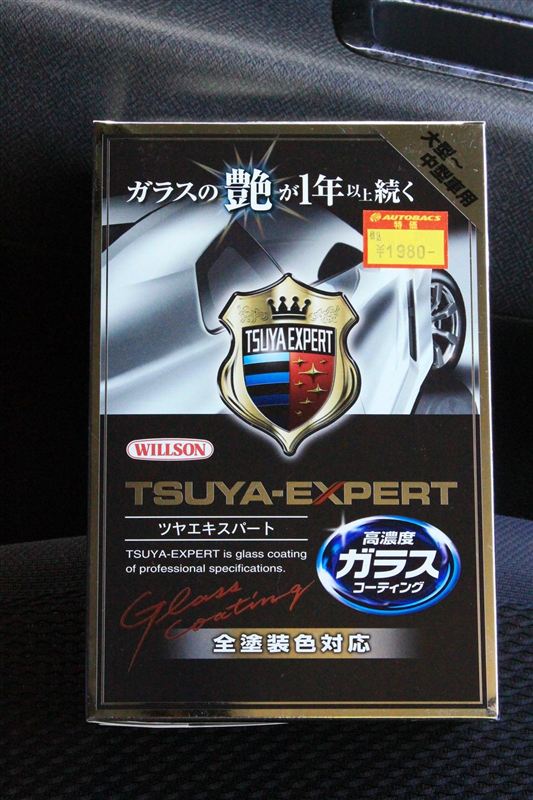 大型～
中型車用
ガラスの艶が1年以上続く
AUTOBACS
特価
税込
¥1980-
TSUYA EXPERT
WILLSON
TSUYA-EXPERT
ツヤエキスパート
TSUYA-EXPERT is glass coating
of professional specifications.
高濃度
ガラス
コーティング
Glass
Coating
全塗装色対応